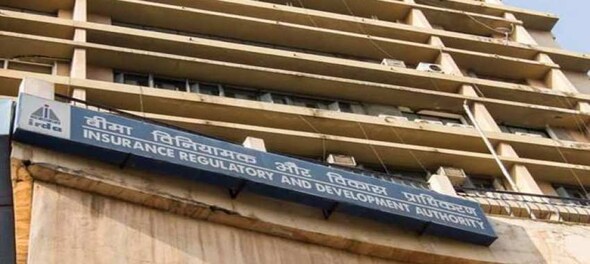 irda
बीमा विनियामक और विकास प्राधिकरण
INSURANCE REGULATORY AND DEVELOPMENT AUTHORITY